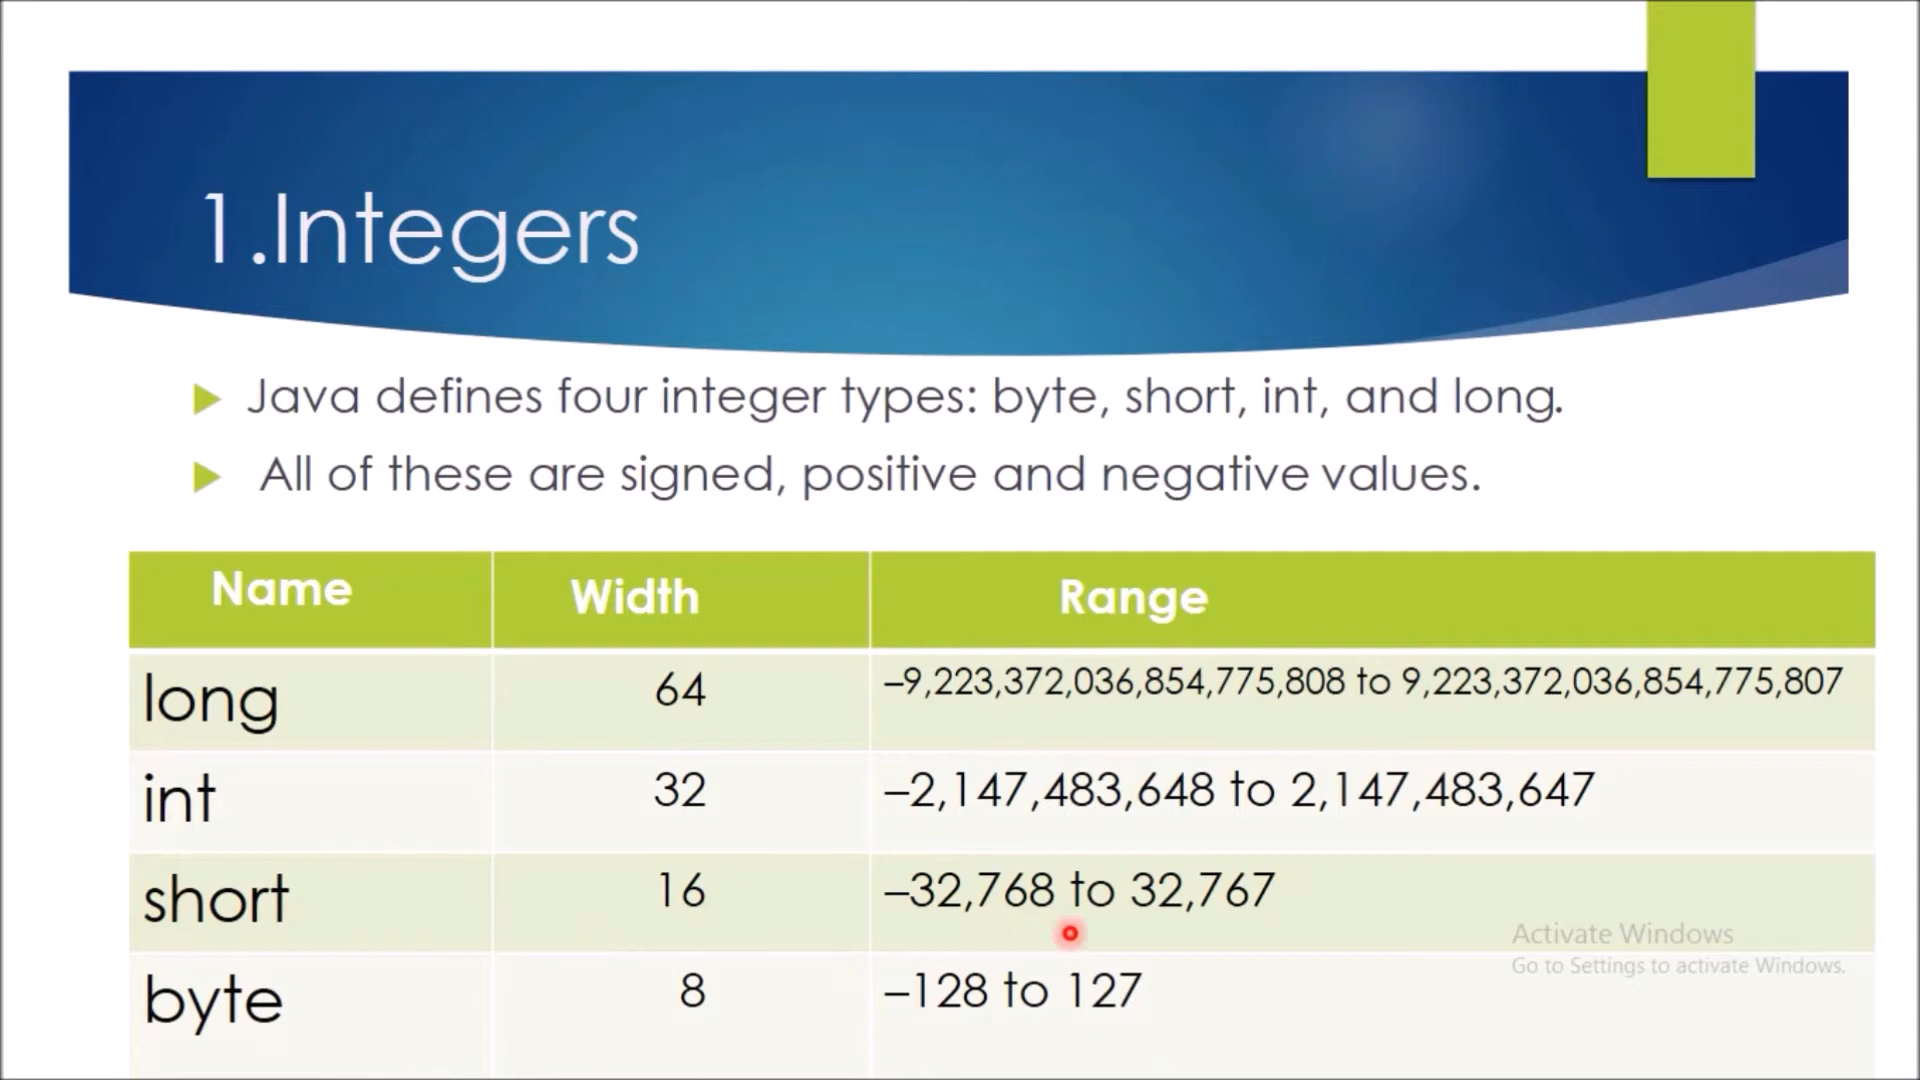 1.Integers
Java defines four integer types: byte, short, int, and long.
All of these are signed, positive and negative values.
Name Width Range
long 64 –9,223,372,036,854,775,808 to 9,223,372,036,854,775,807
int 32 –2,147,483,648 to 2,147,483,647
short 16 –32,768 to 32,767
byte 8 –128 to 127
Activate Windows
Go to Settings to activate Windows.